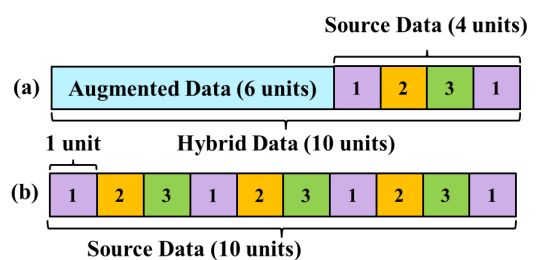 Source Data (4 units)
(a) Augmented Data (6 units) 1 2 3 1
Hybrid Data (10 units)
1 unit
(b) 1 2 3 1 2 3 1 2 3 1
Source Data (10 units)